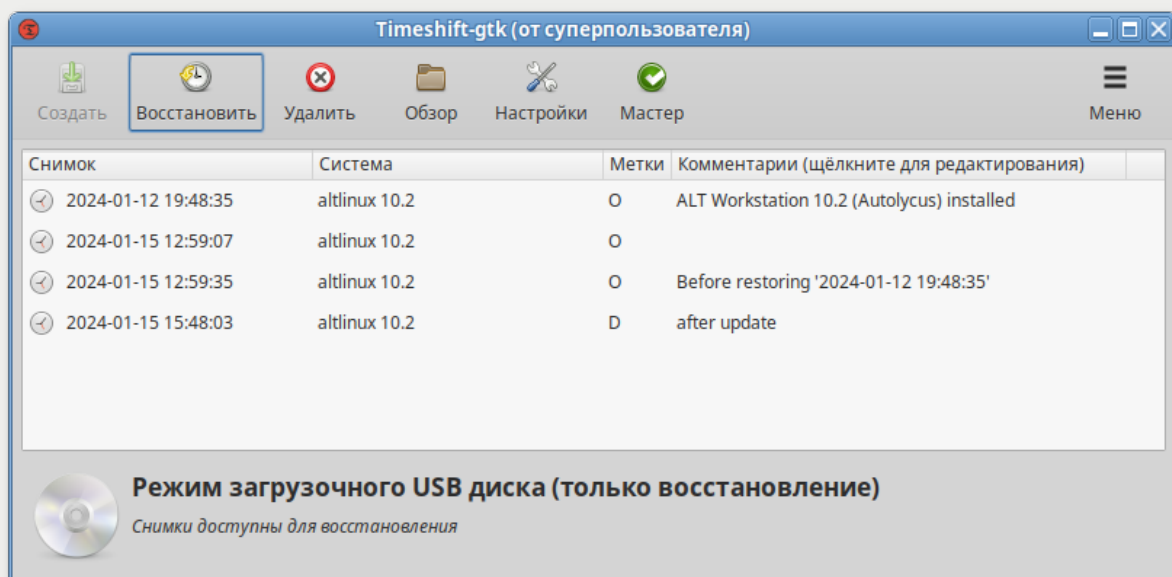 Timeshift-gtk (от суперпользователя)
Создать Восстановить Удалить Обзор Настройки Мастер Меню
Снимок Система Метки Комментарии (щёлкните для редактирования)
2024-01-12 19:48:35 altlinux 10.2 O ALT Workstation 10.2 (Autolycus) installed
2024-01-15 12:59:07 altlinux 10.2 O
2024-01-15 12:59:35 altlinux 10.2 O Before restoring '2024-01-12 19:48:35'
2024-01-15 15:48:03 altlinux 10.2 D after update
Режим загрузочного USB диска (только восстановление)
Снимки доступны для восстановления